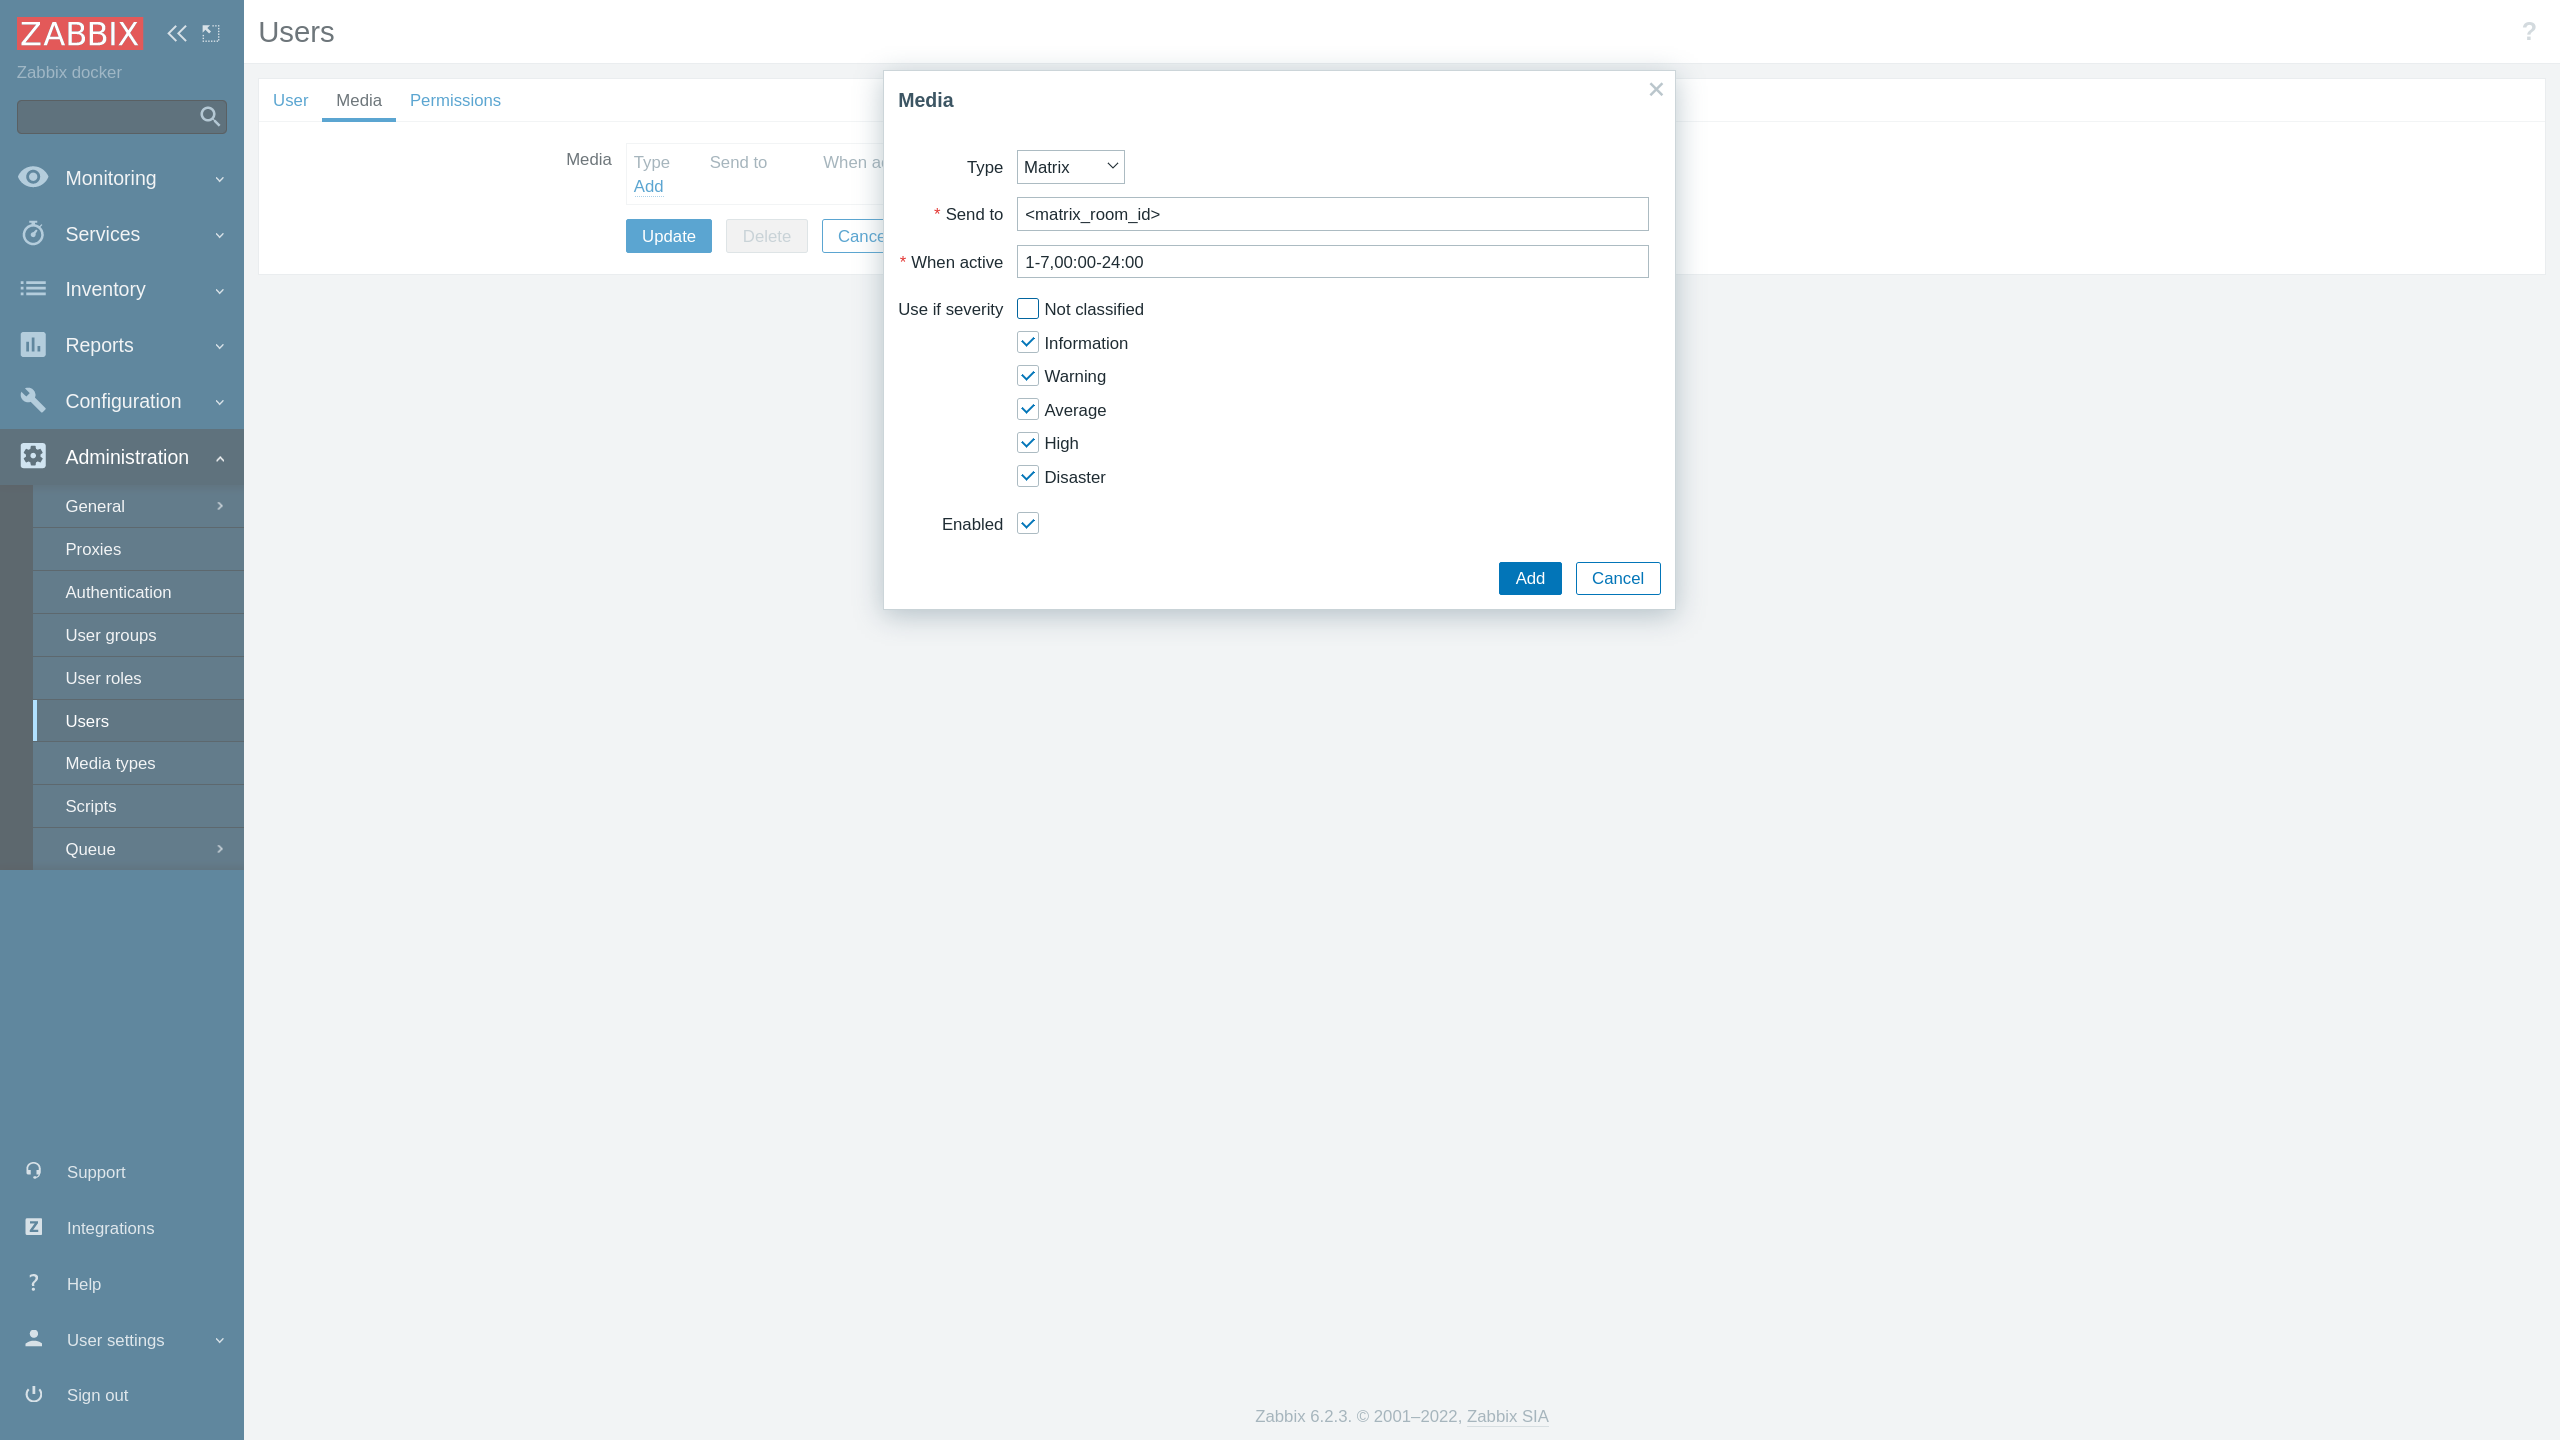 ZABBIX
Zabbix docker
Monitoring
Services
Inventory
Reports
Configuration
Administration
General
Proxies
Authentication
User groups
User roles
Users
Media types
Scripts
Queue
Support
Integrations
Help
User settings
Sign out
Users
?
User Media Permissions
Media
Type Send to When ac
Add
Update Delete Cance
Media
Type Matrix
* Send to <matrix_room_id>
* When active 1-7,00:00-24:00
Use if severity Not classified
Information
Warning
Average
High
Disaster
Enabled
Add Cancel
Zabbix 6.2.3. © 2001–2022, Zabbix SIA